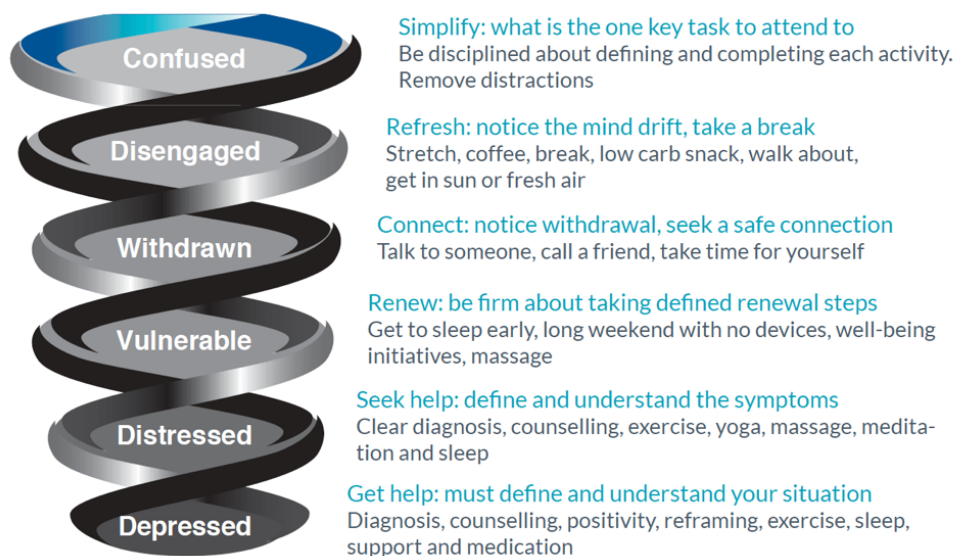 Confused
Simplify: what is the one key task to attend to
Be disciplined about defining and completing each activity.
Remove distractions
Disengaged
Refresh: notice the mind drift, take a break
Stretch, coffee, break, low carb snack, walk about,
get in sun or fresh air
Withdrawn
Connect: notice withdrawal, seek a safe connection
Talk to someone, call a friend, take time for yourself
Vulnerable
Renew: be firm about taking defined renewal steps
Get to sleep early, long weekend with no devices, well-being
initiatives, massage
Distressed
Seek help: define and understand the symptoms
Clear diagnosis, counselling, exercise, yoga, massage, medita-
tion and sleep
Depressed
Get help: must define and understand your situation
Diagnosis, counselling, positivity, reframing, exercise, sleep,
support and medication